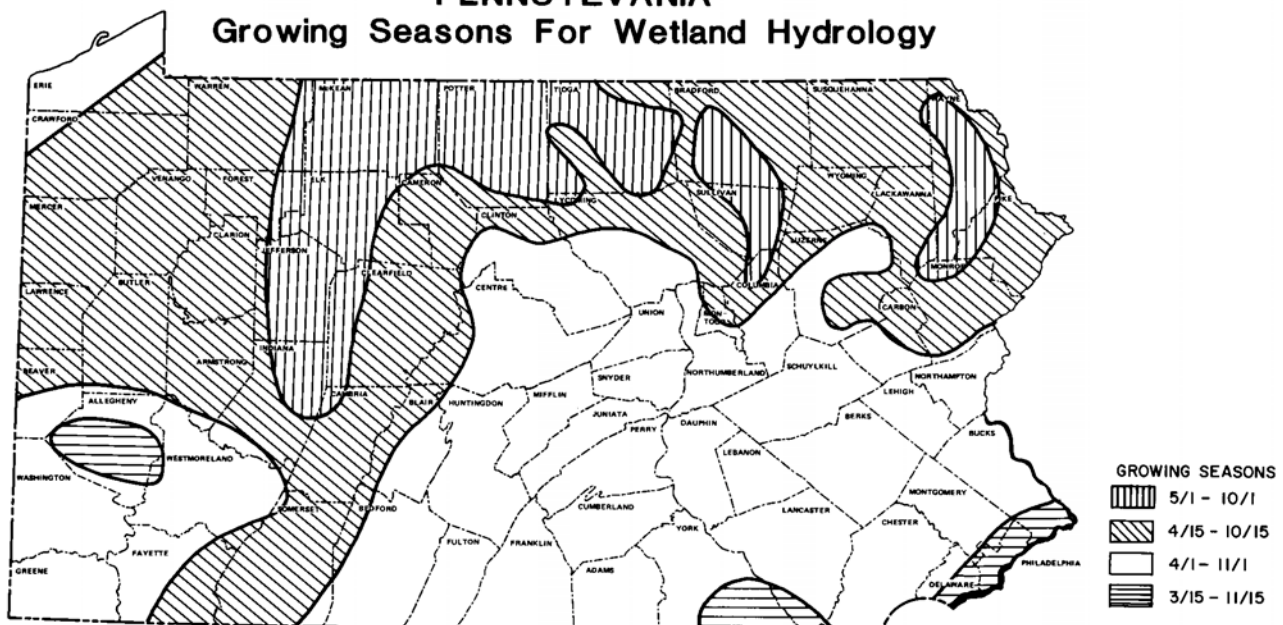 PENNSYLVANIA
Growing Seasons For Wetland Hydrology
ERIE
WARREN
McKEAN
POTTER
TIOGA
BRADFORD
SUSQUEHANNA
WAYNE
CRAWFORD
VENANGO
FOREST
ELK
CAMERON
SULLIVAN
WYOMING
LACKAWANNA
PIKE
MERCER
CLINTON
LYCOMING
CLARION
JEFFERSON
LUZERNE
CLEARFIELD
MONROE
LAWRENCE
BUTLER
CENTRE
COLUMBIA
CARBON
UNION
MON-
TOUR
INDIANA
ARMSTRONG
BEAVER
SNYDER
NORTHUMBERLAND
SCHUYLKILL
NORTHAMPTON
ALLEGHENY
CAMBRIA
BLAIR
HUNTINGDON
MIFFLIN
LEHIGH
JUNIATA
PERRY
DAUPHIN
BERKS
BUCKS
WESTMORELAND
LEBANON
WASHINGTON
MONTGOMERY
SOMERSET
BEDFORD
CUMBERLAND
LANCASTER
CHESTER
YORK
FAYETTE
FULTON
FRANKLIN
PHILADELPHIA
GREENE
ADAMS
DELAWARE
GROWING SEASONS
5/1 - 10/1
4/15 - 10/15
4/1 - 11/1
3/15 - 11/15